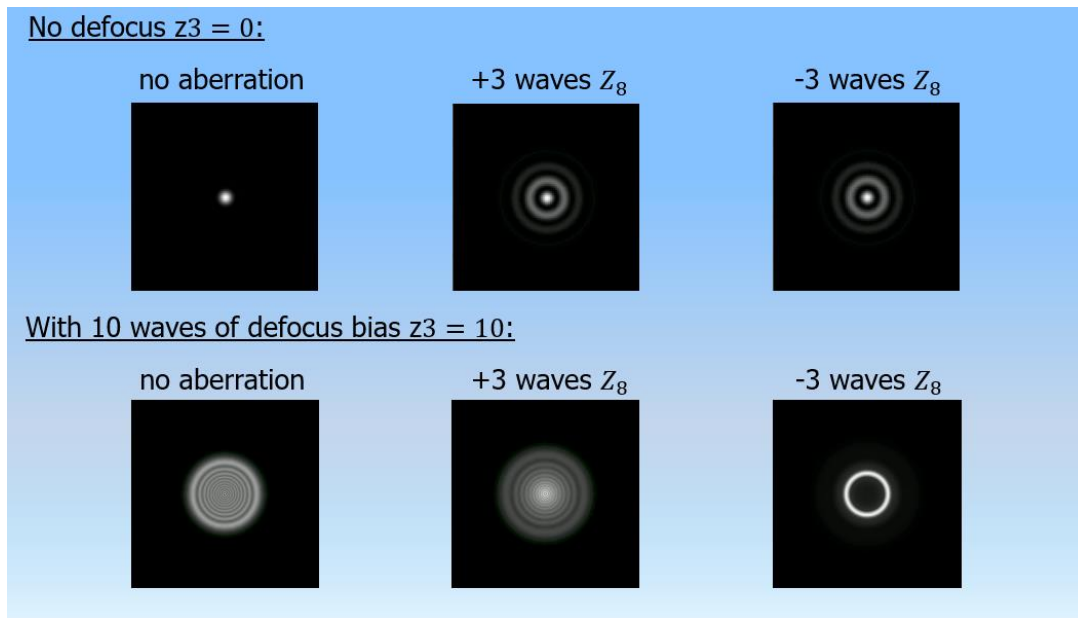 No defocus z3 = 0:
no aberration +3 waves Z₈ -3 waves Z₈
With 10 waves of defocus bias z3 = 10:
no aberration +3 waves Z₈ -3 waves Z₈